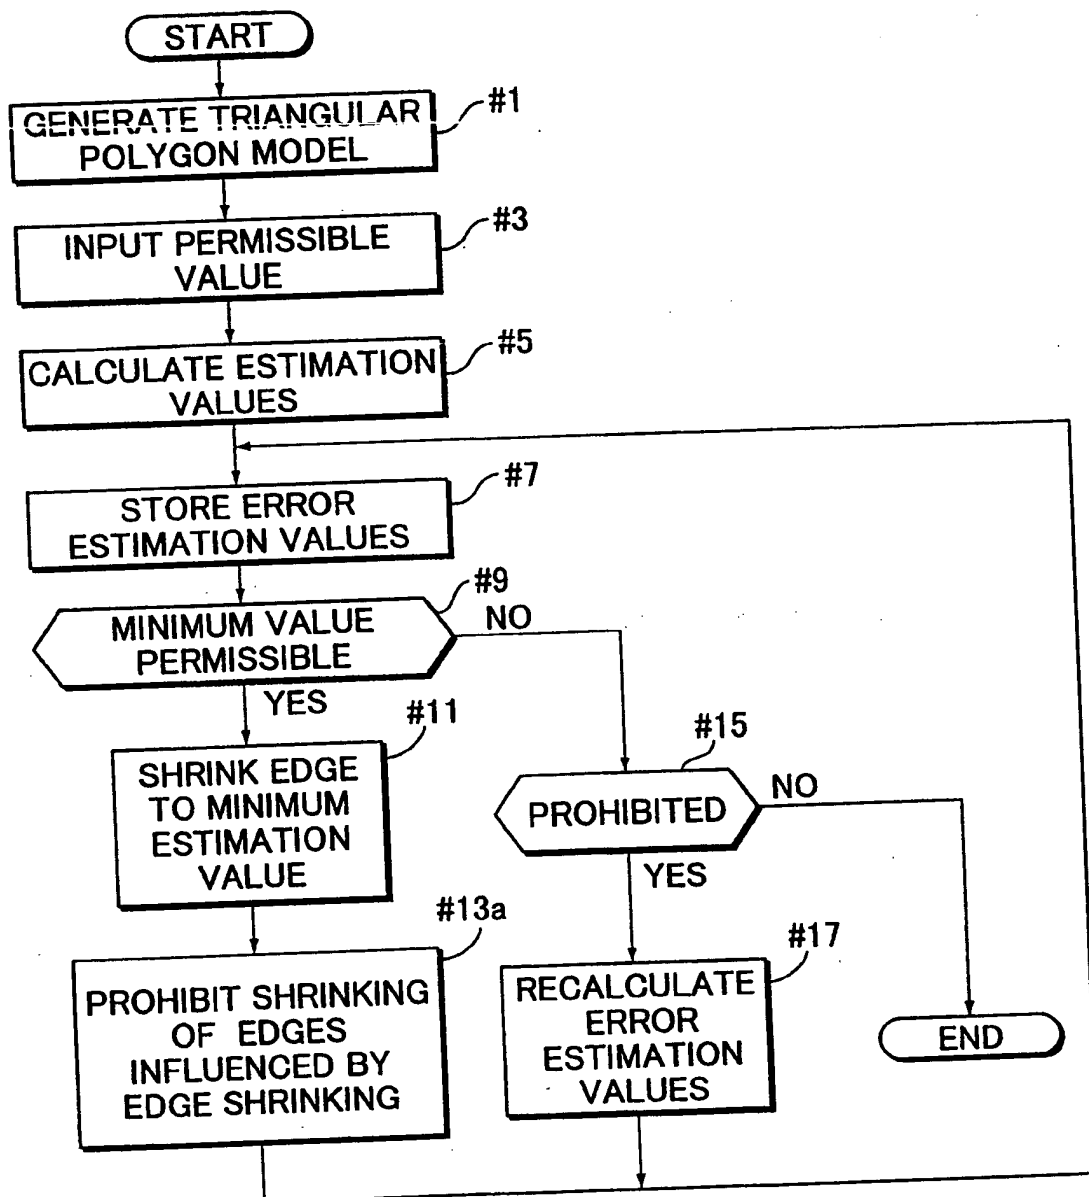 START
GENERATE TRIANGULAR
POLYGON MODEL
#1
INPUT PERMISSIBLE
VALUE
#3
CALCULATE ESTIMATION
VALUES
#5
STORE ERROR
ESTIMATION VALUES
#7
MINIMUM VALUE
PERMISSIBLE
#9
NO
YES
SHRINK EDGE
TO MINIMUM
ESTIMATION
VALUE
#11
PROHIBITED
#15
NO
YES
PROHIBIT SHRINKING
OF EDGES
INFLUENCED BY
EDGE SHRINKING
#13a
RECALCULATE
ERROR
ESTIMATION
VALUES
#17
END